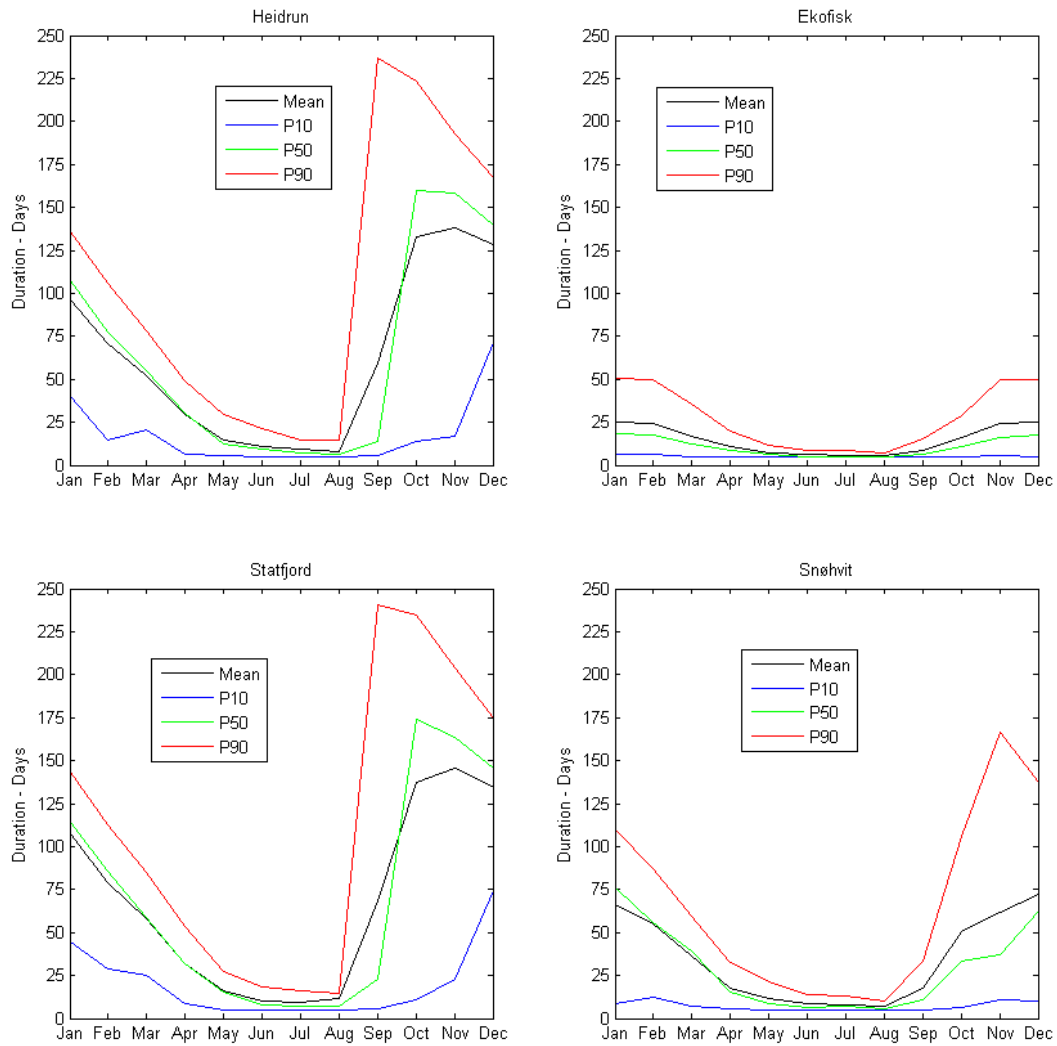 Heidrun
250
225
200
175
150
125
100
75
50
25
0
Duration - Days
Mean
P10
P50
P90
Jan Feb Mar Apr May Jun Jul Aug Sep Oct Nov Dec
Ekofisk
250
225
200
175
150
125
100
75
50
25
0
Duration - Days
Mean
P10
P50
P90
Jan Feb Mar Apr May Jun Jul Aug Sep Oct Nov Dec
Statfjord
250
225
200
175
150
125
100
75
50
25
0
Duration - Days
Mean
P10
P50
P90
Jan Feb Mar Apr May Jun Jul Aug Sep Oct Nov Dec
Snøhvit
250
225
200
175
150
125
100
75
50
25
0
Duration - Days
Mean
P10
P50
P90
Jan Feb Mar Apr May Jun Jul Aug Sep Oct Nov Dec